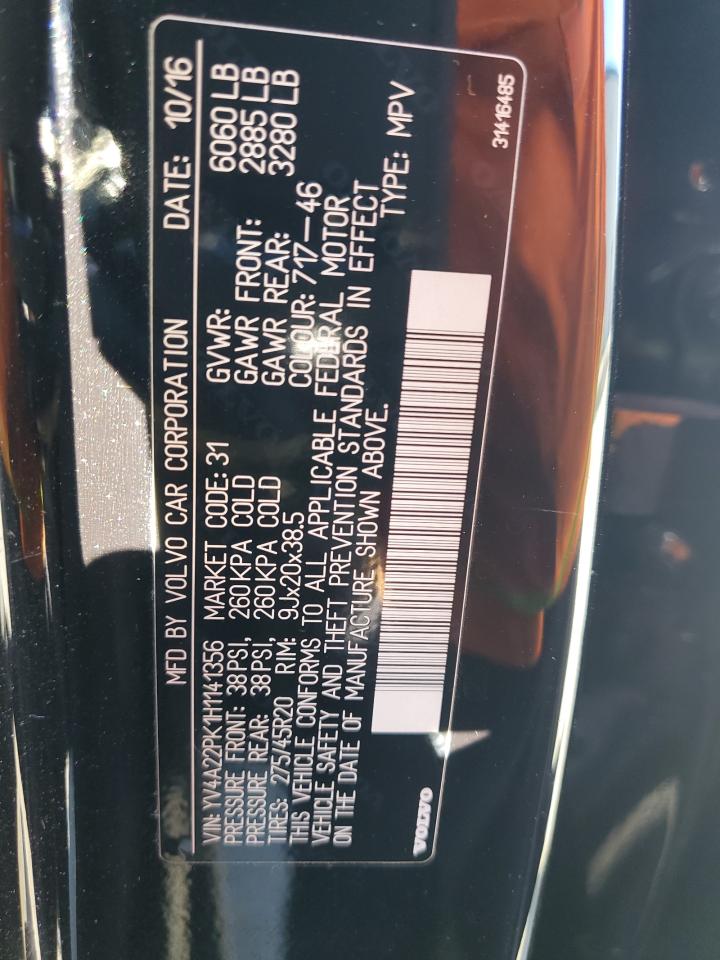 MFD BY VOLVO CAR CORPORATION DATE: 10/16
VIN: YV4A22PK1H1141356 MARKET CODE: 31 GVWR: 6060 LB
PRESSURE FRONT: 38PSI, 260KPA COLD GAWR FRONT: 2885 LB
PRESSURE REAR: 38PSI, 260KPA COLD GAWR REAR: 3280 LB
TIRES: 275/45R20 RIM: 9Jx20x38.5 COLOUR: 717-46
THIS VEHICLE CONFORMS TO ALL APPLICABLE FEDERAL MOTOR
VEHICLE SAFETY AND THEFT PREVENTION STANDARDS IN EFFECT
ON THE DATE OF MANUFACTURE SHOWN ABOVE. TYPE: MPV
VOLVO 31416485